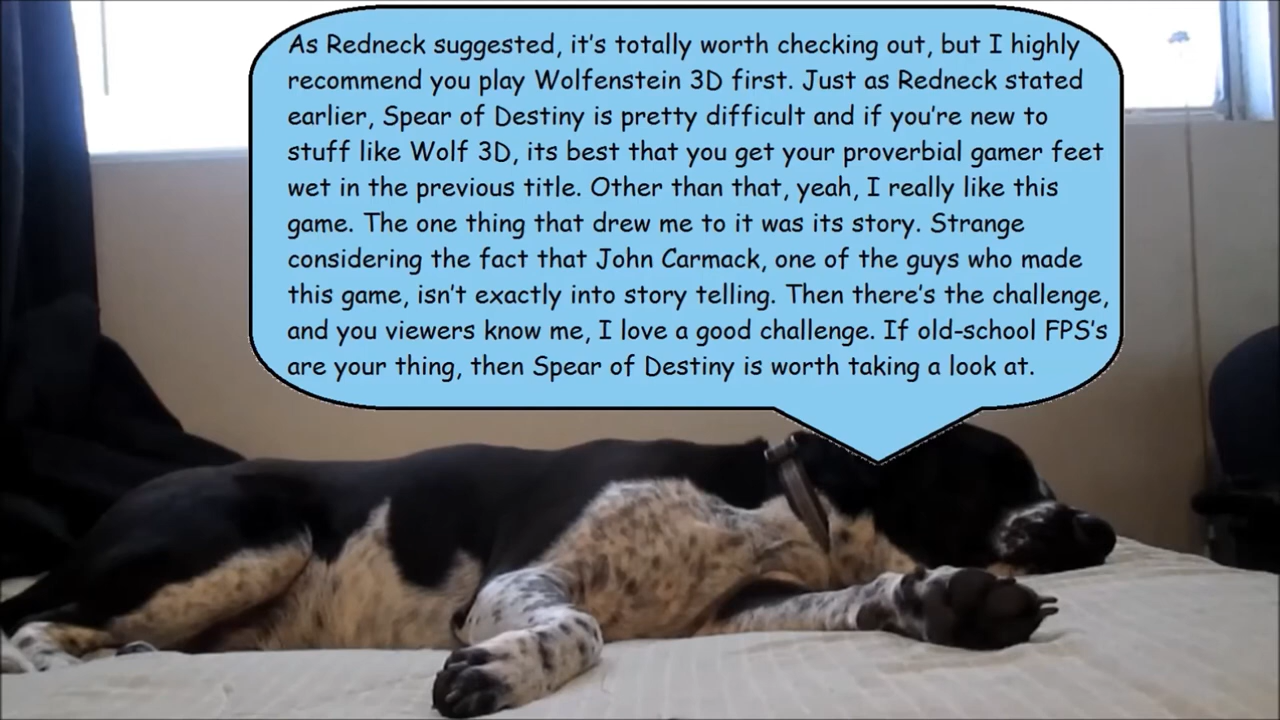 As Redneck suggested, it's totally worth checking out, but I highly
recommend you play Wolfenstein 3D first. Just as Redneck stated
earlier, Spear of Destiny is pretty difficult and if you're new to
stuff like Wolf 3D, its best that you get your proverbial gamer feet
wet in the previous title. Other than that, yeah, I really like this
game. The one thing that drew me to it was its story. Strange
considering the fact that John Carmack, one of the guys who made
this game, isn't exactly into story telling. Then there's the challenge,
and you viewers know me, I love a good challenge. If old-school FPS's
are your thing, then Spear of Destiny is worth taking a look at.